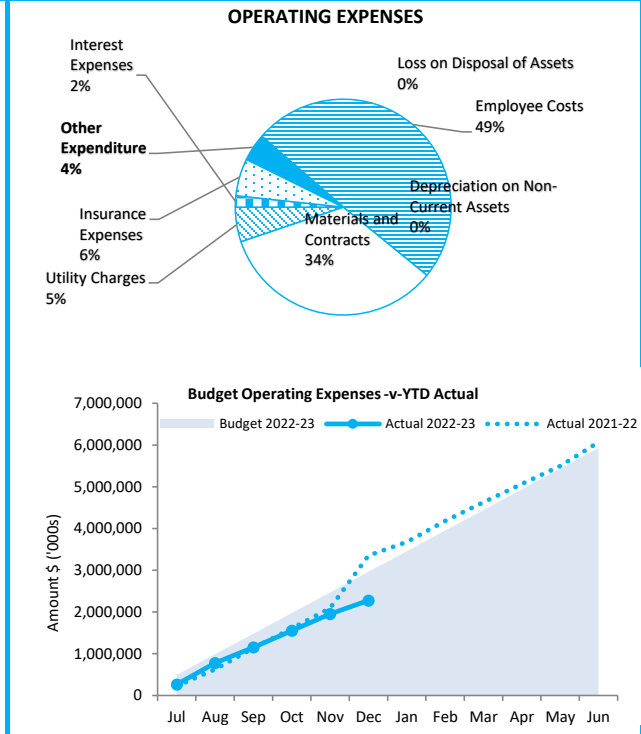 OPERATING EXPENSES
Interest
Expenses
2%
Loss on Disposal of Assets
0%
Employee Costs
49%
Other
Expenditure
4%
Depreciation on Non-
Current Assets
0%
Insurance
Expenses
6%
Materials and
Contracts
34%
Utility Charges
5%
Budget Operating Expenses -v-YTD Actual
Budget 2022-23 Actual 2022-23 Actual 2021-22
Amount $ ('000s)
7,000,000
6,000,000
5,000,000
4,000,000
3,000,000
2,000,000
1,000,000
0
Jul Aug Sep Oct Nov Dec Jan Feb Mar Apr May Jun